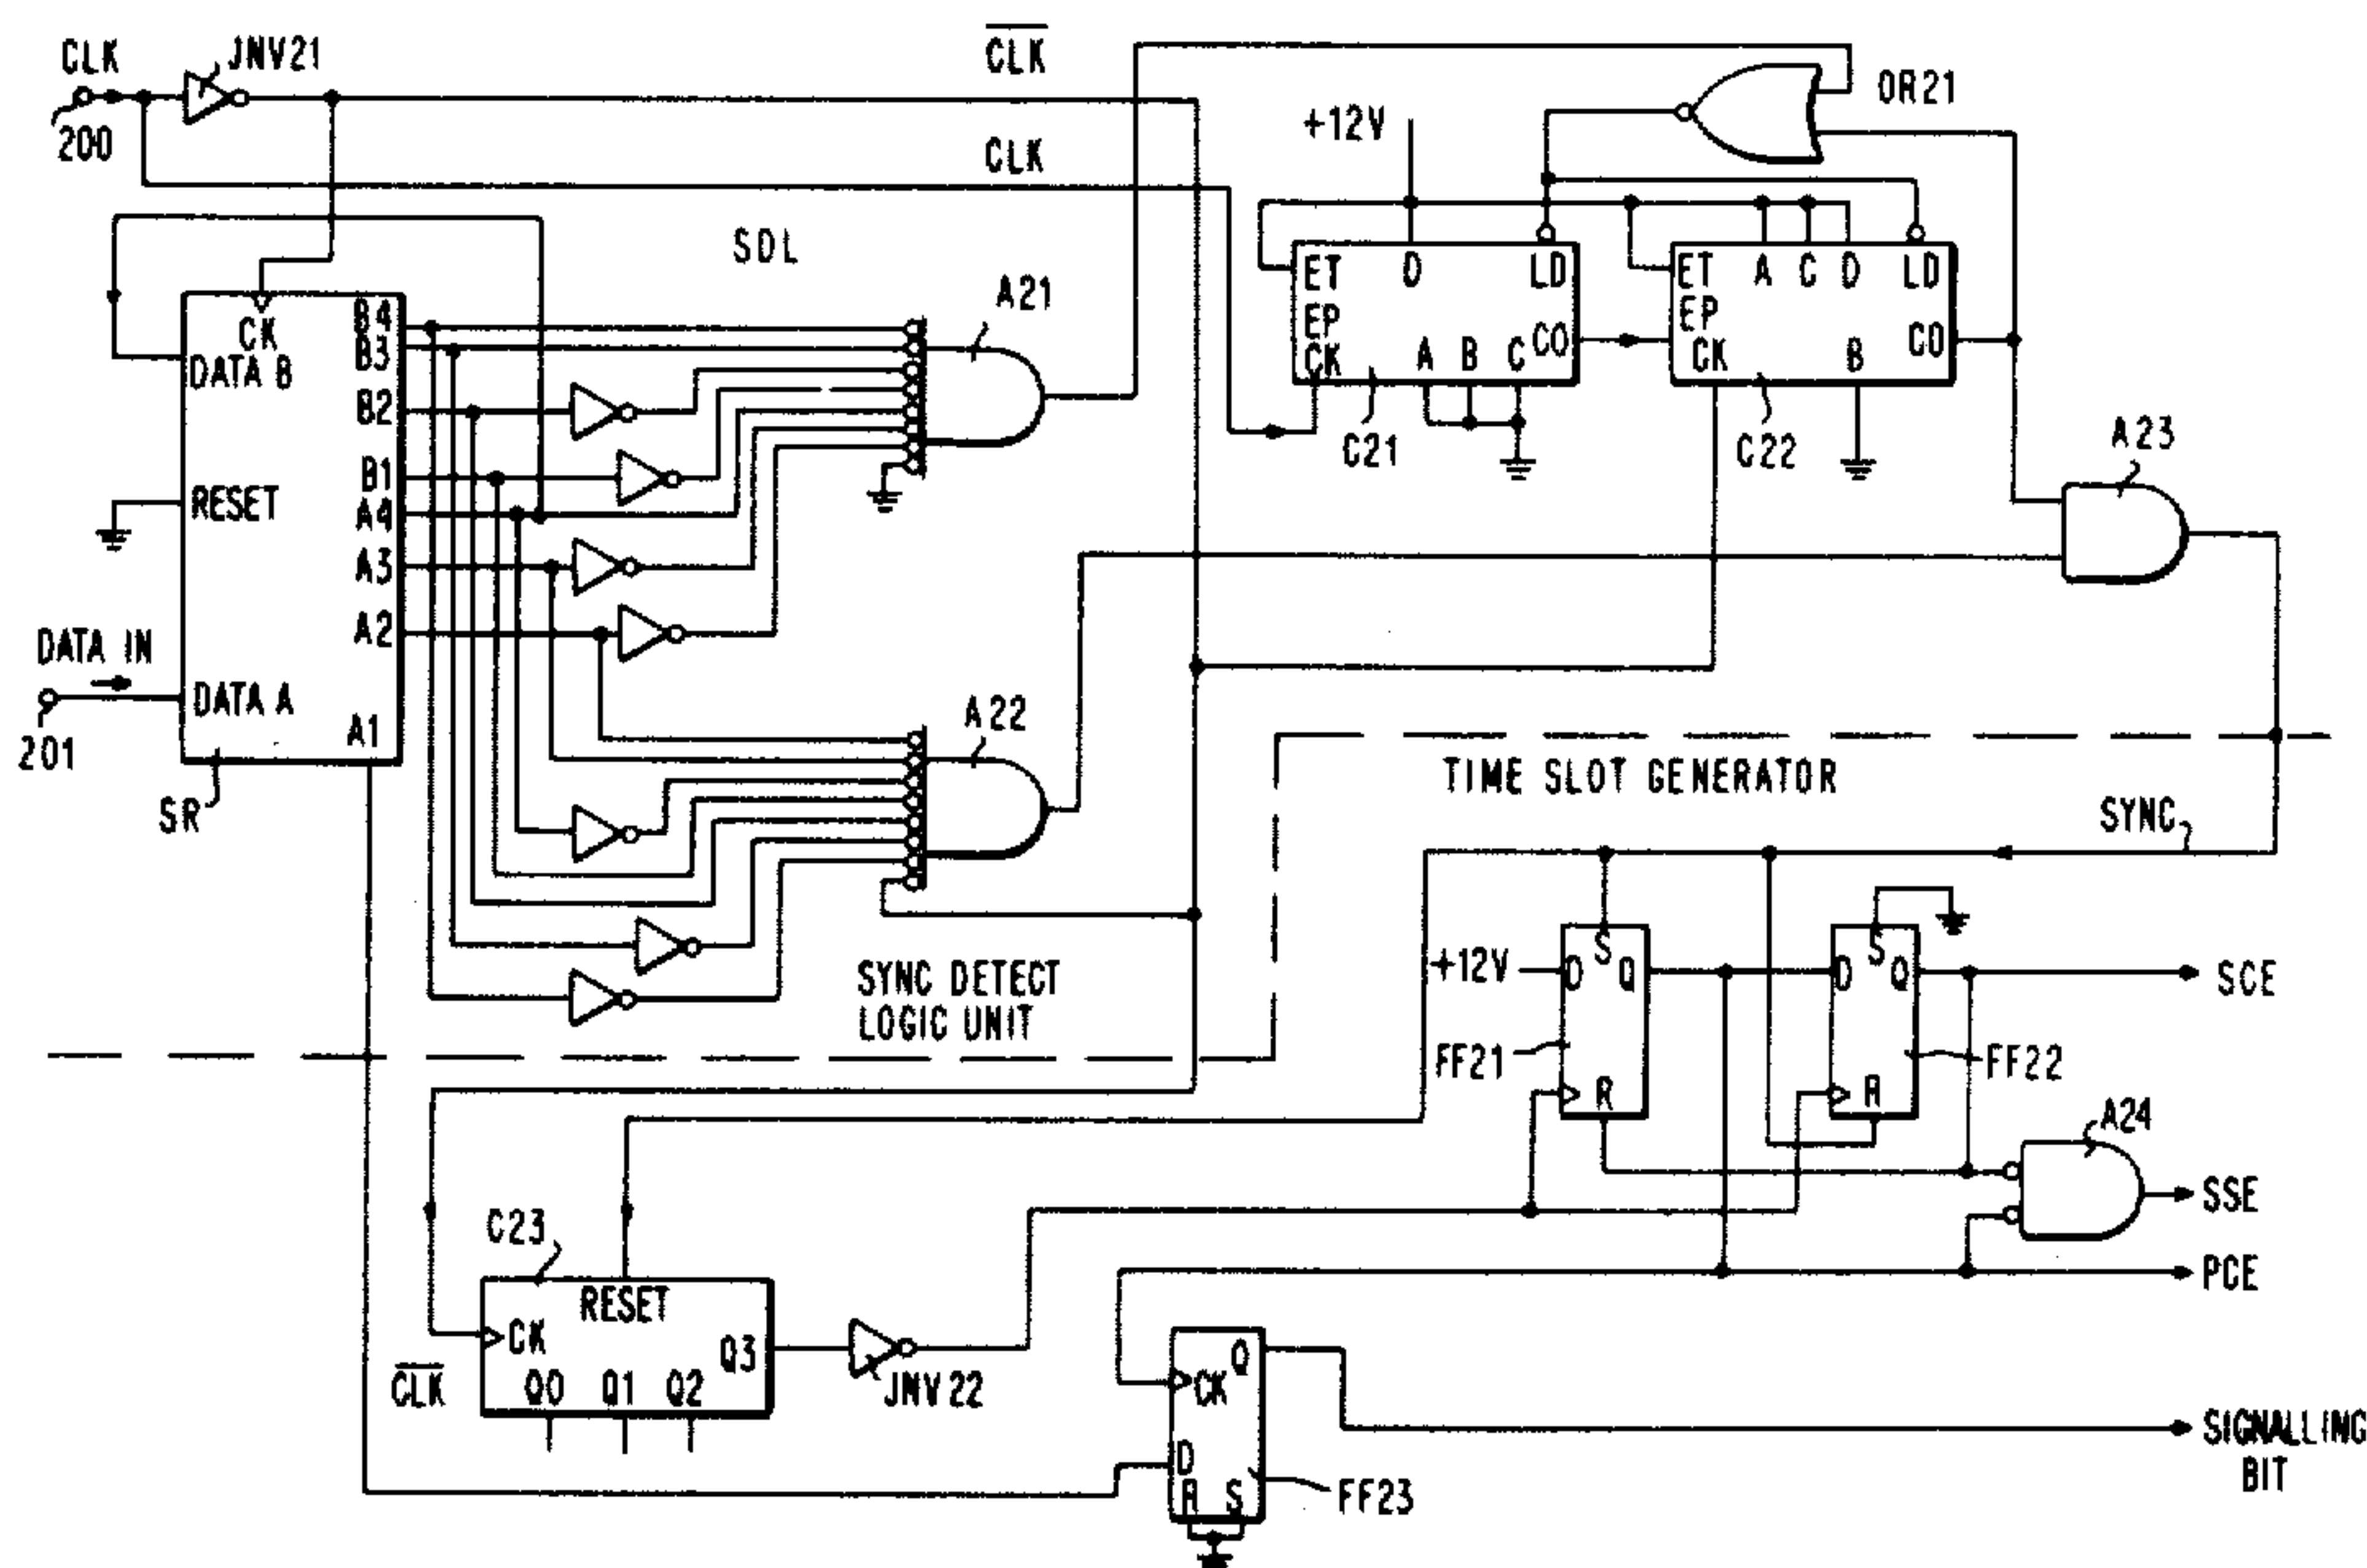 CLK
JNV21
CLK
200
CLK
+12V
OR21
SDL
ET
D
LD
EP
CK
A
B
C
CO
C21
ET
A
C
D
LD
EP
CK
B
CO
C22
A21
A23
CK
DATA B
RESET
DATA A
B4
B3
B2
B1
A4
A3
A2
A1
DATA IN
201
SR
A22
TIME SLOT GENERATOR
SYNC
SYNC DETECT
LOGIC UNIT
+12V
D
S
Q
R
FF21
D
S
Q
R
FF22
SCE
A24
SSE
PCE
C23
RESET
CK
Q3
CLK
Q0
Q1
Q2
JNV22
Q
CK
D
R
S
FF23
SIGNALLING
BIT